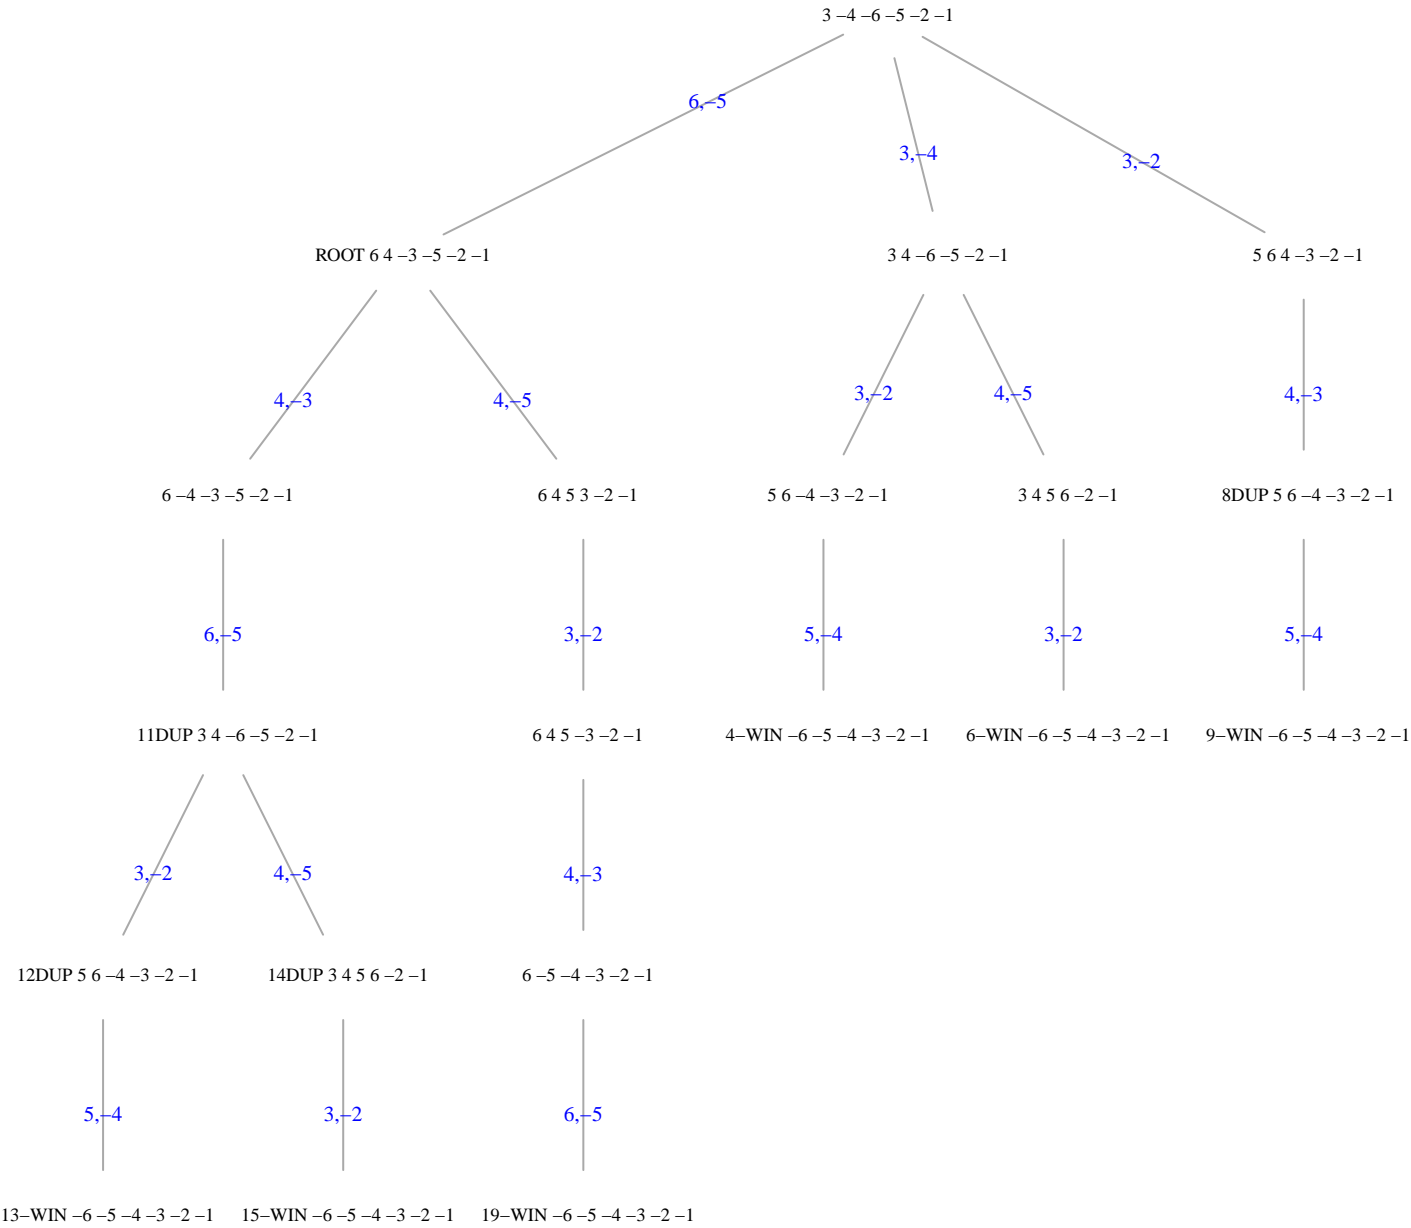 3 –4 –6 –5 –2 –1
6,–5
3,–4
3,–2
ROOT 6 4 –3 –5 –2 –1
3 4 –6 –5 –2 –1
5 6 4 –3 –2 –1
4,–3
4,–5
3,–2
4,–5
4,–3
6 –4 –3 –5 –2 –1
6 4 5 3 –2 –1
5 6 –4 –3 –2 –1
3 4 5 6 –2 –1
8DUP 5 6 –4 –3 –2 –1
6,–5
3,–2
5,–4
3,–2
5,–4
11DUP 3 4 –6 –5 –2 –1
6 4 5 –3 –2 –1
4–WIN –6 –5 –4 –3 –2 –1
6–WIN –6 –5 –4 –3 –2 –1
9–WIN –6 –5 –4 –3 –2 –1
3,–2
4,–5
4,–3
12DUP 5 6 –4 –3 –2 –1
14DUP 3 4 5 6 –2 –1
6 –5 –4 –3 –2 –1
5,–4
3,–2
6,–5
13–WIN –6 –5 –4 –3 –2 –1
15–WIN –6 –5 –4 –3 –2 –1
19–WIN –6 –5 –4 –3 –2 –1